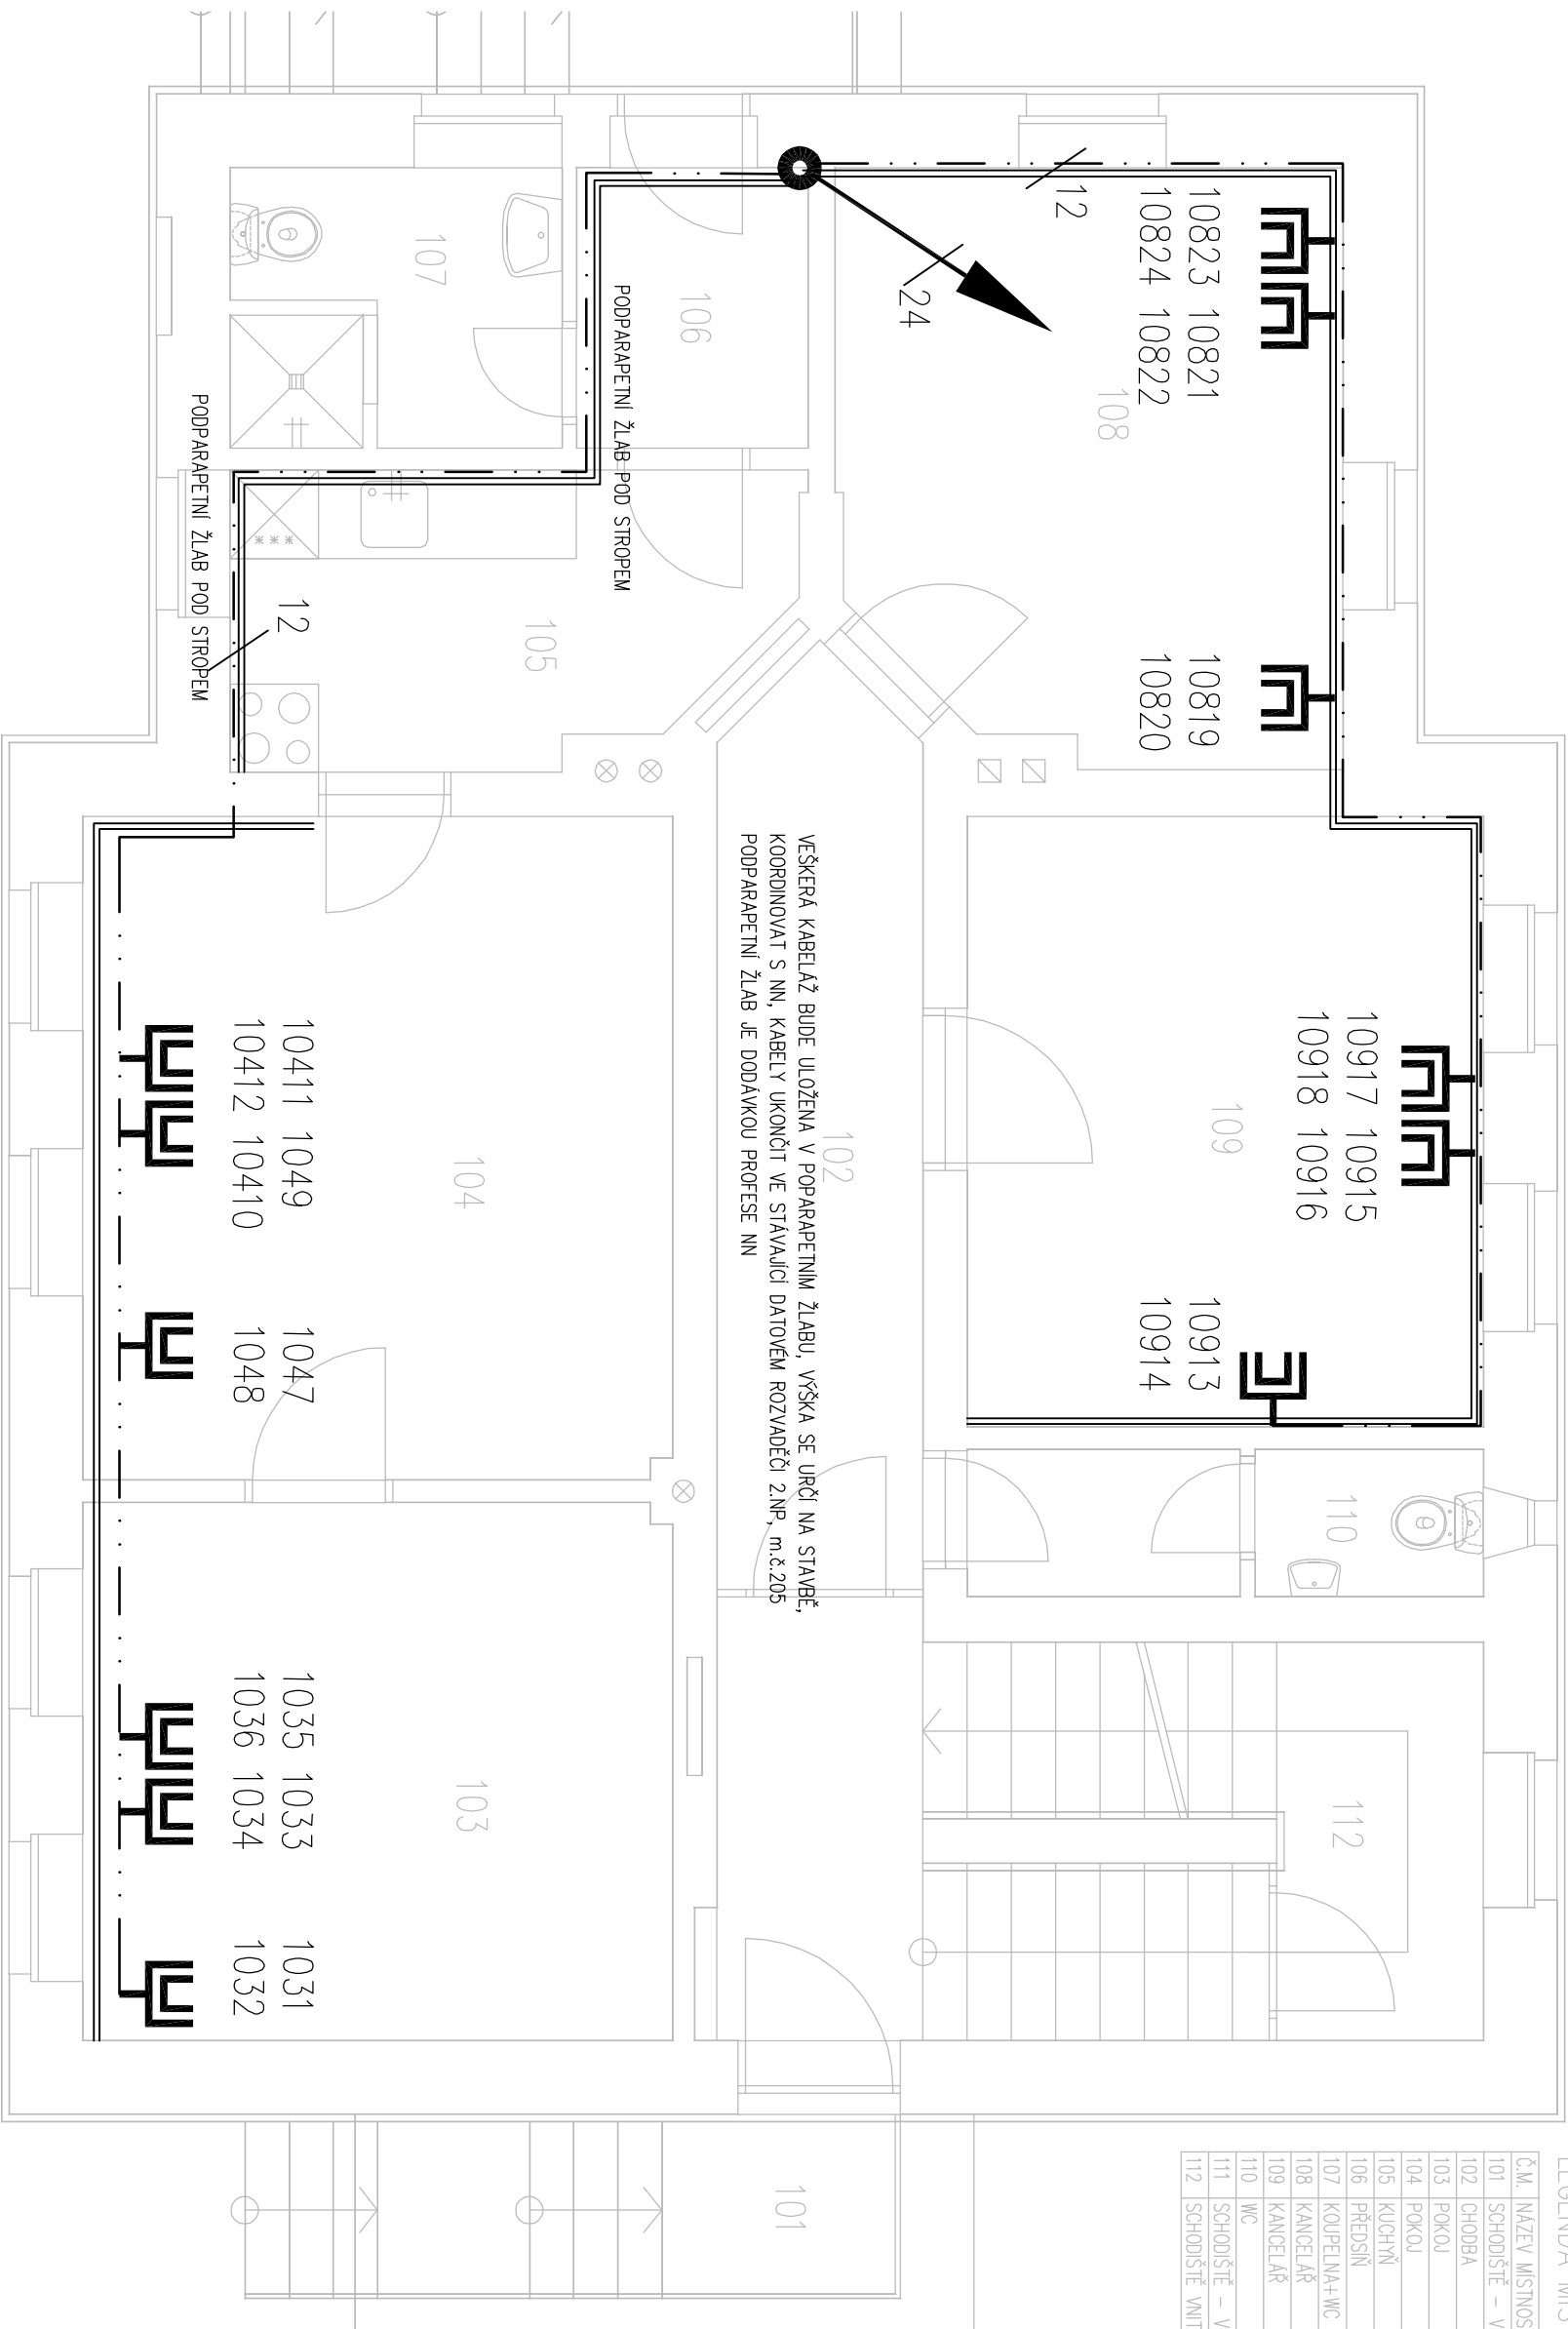 12
24
10823 10821
10824 10822
108
10819
10820
107
106
PODPARAPETNÍ ŽLAB POD STROPEM
PODPARAPETNÍ ŽLAB POD STROPEM
12
105
VEŠKERÁ KABELÁŽ BUDE ULOŽENA V POPARAPETNÍM ŽLABU, VÝŠKA SE URČÍ NA STAVBĚ,
KOORDINOVAT S NN, KABELY UKONČIT VE STÁVAJÍCÍ DATOVÉM ROZVADĚČI 2.NP, m.č.205
PODPARAPETNÍ ŽLAB JE DODÁVKOU PROFESE NN
10917 10915
10918 10916
109
10913
10914
102
10411 1049
10412 10410
104
1047
1048
110
1035 1033
1036 1034
103
1031
1032
112
101
Č.M. NÁZEV MÍSTNOS
101 SCHODIŠTĚ - V
102 CHODBA
103 POKOJ
104 POKOJ
105 KUCHYŇ
106 PŘEDSÍŇ
107 KOUPELNA+WC
108 KANCELÁŘ
109 KANCELÁŘ
110 WC
111 SCHODIŠTĚ - V
112 SCHODIŠTĚ VNIT